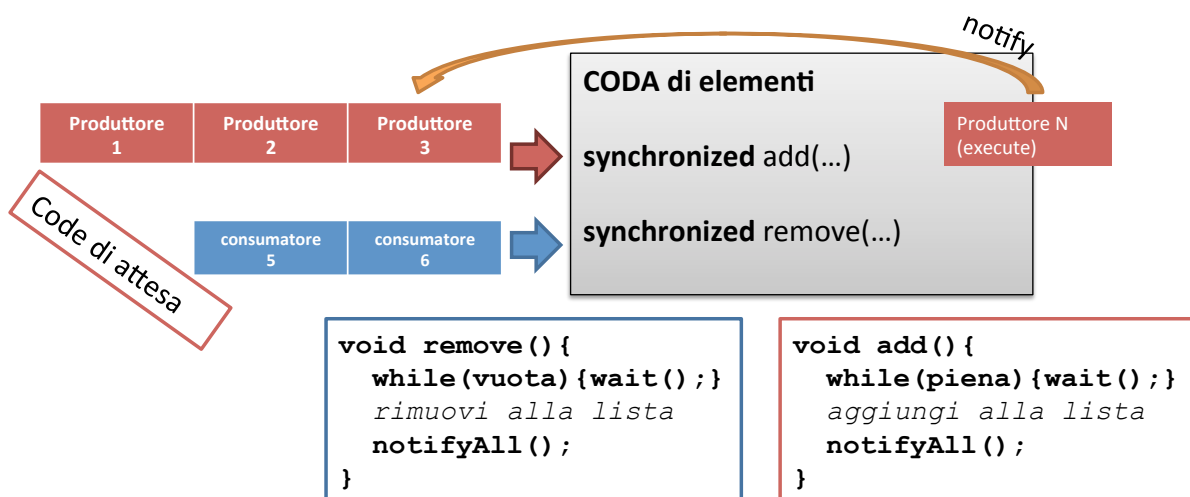 notify
CODA di elementi
Produttore 1
Produttore 2
Produttore 3
Produttore N
(execute)
synchronized add(...)
Code di attesa
consumatore 5
consumatore 6
synchronized remove(...)
void remove(){
while(vuota){wait();}
rimuovi alla lista
notifyAll();
}
void add(){
while(piena){wait();}
aggiungi alla lista
notifyAll();
}